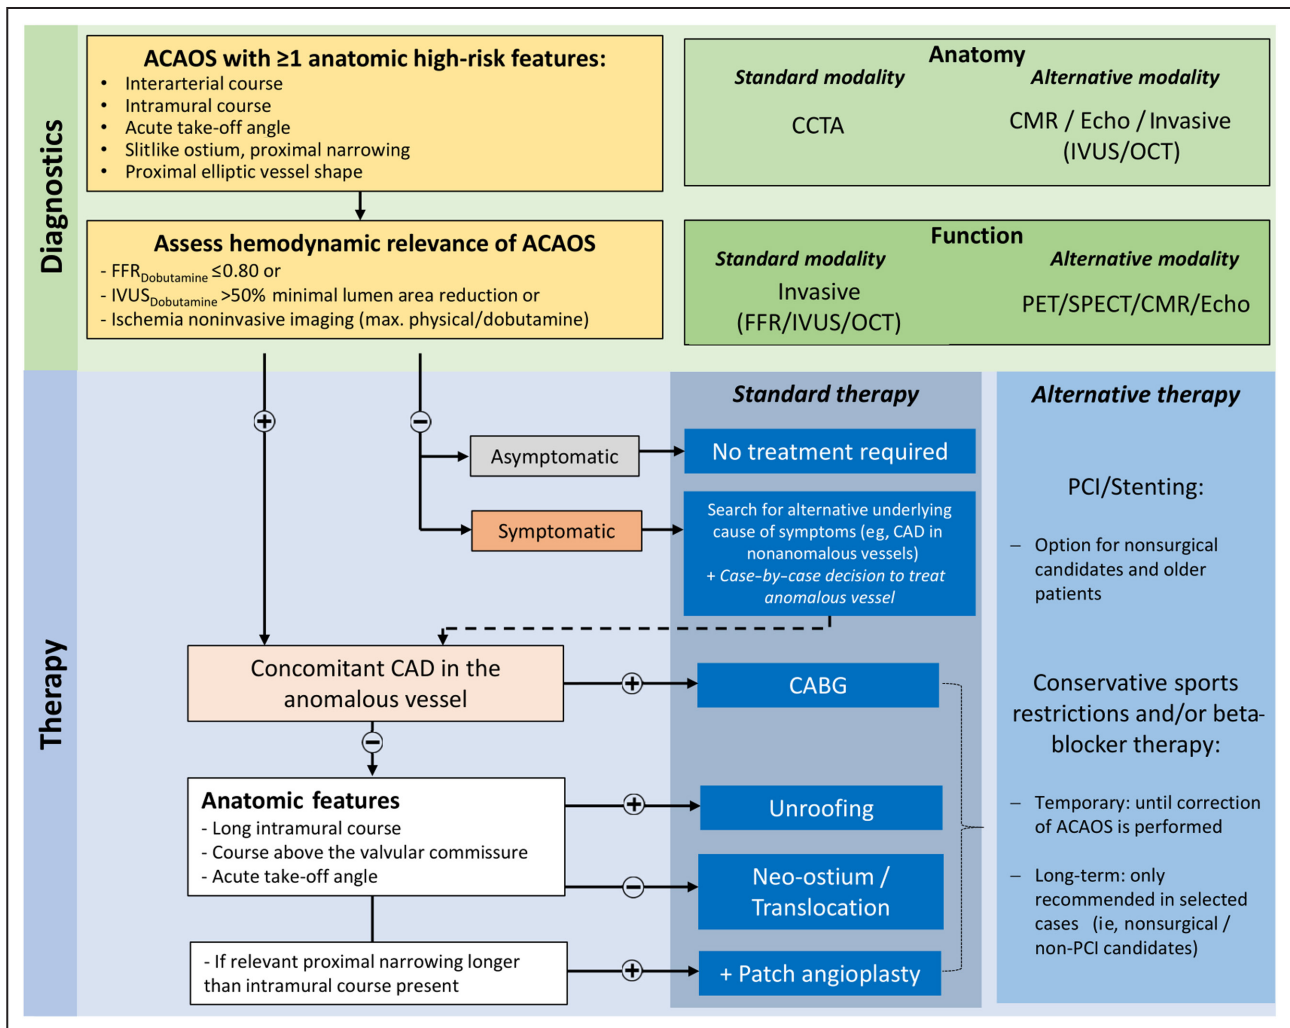 Diagnostics
ACAOS with ≥1 anatomic high-risk features:
• Interarterial course
• Intramural course
• Acute take-off angle
• Slitlike ostium, proximal narrowing
• Proximal elliptic vessel shape
Anatomy
Standard modality
CCTA
Alternative modality
CMR / Echo / Invasive
(IVUS/OCT)
Assess hemodynamic relevance of ACAOS
- FFRDobutamine ≤0.80 or
- IVUSDobutamine >50% minimal lumen area reduction or
- Ischemia noninvasive imaging (max. physical/dobutamine)
Function
Standard modality
Invasive
(FFR/IVUS/OCT)
Alternative modality
PET/SPECT/CMR/Echo
Therapy
+
−
Standard therapy
Asymptomatic
No treatment required
Symptomatic
Search for alternative underlying
cause of symptoms (eg, CAD in
nonanomalous vessels)
+ Case-by-case decision to treat
anomalous vessel
Concomitant CAD in the
anomalous vessel
+
CABG
−
Anatomic features
- Long intramural course
- Course above the valvular commissure
- Acute take-off angle
+
Unroofing
−
Neo-ostium /
Translocation
- If relevant proximal narrowing longer
than intramural course present
+
+ Patch angioplasty
Alternative therapy
PCI/Stenting:
− Option for nonsurgical
candidates and older
patients
Conservative sports
restrictions and/or beta-
blocker therapy:
− Temporary: until correction
of ACAOS is performed
− Long-term: only
recommended in selected
cases (ie, nonsurgical /
non-PCI candidates)